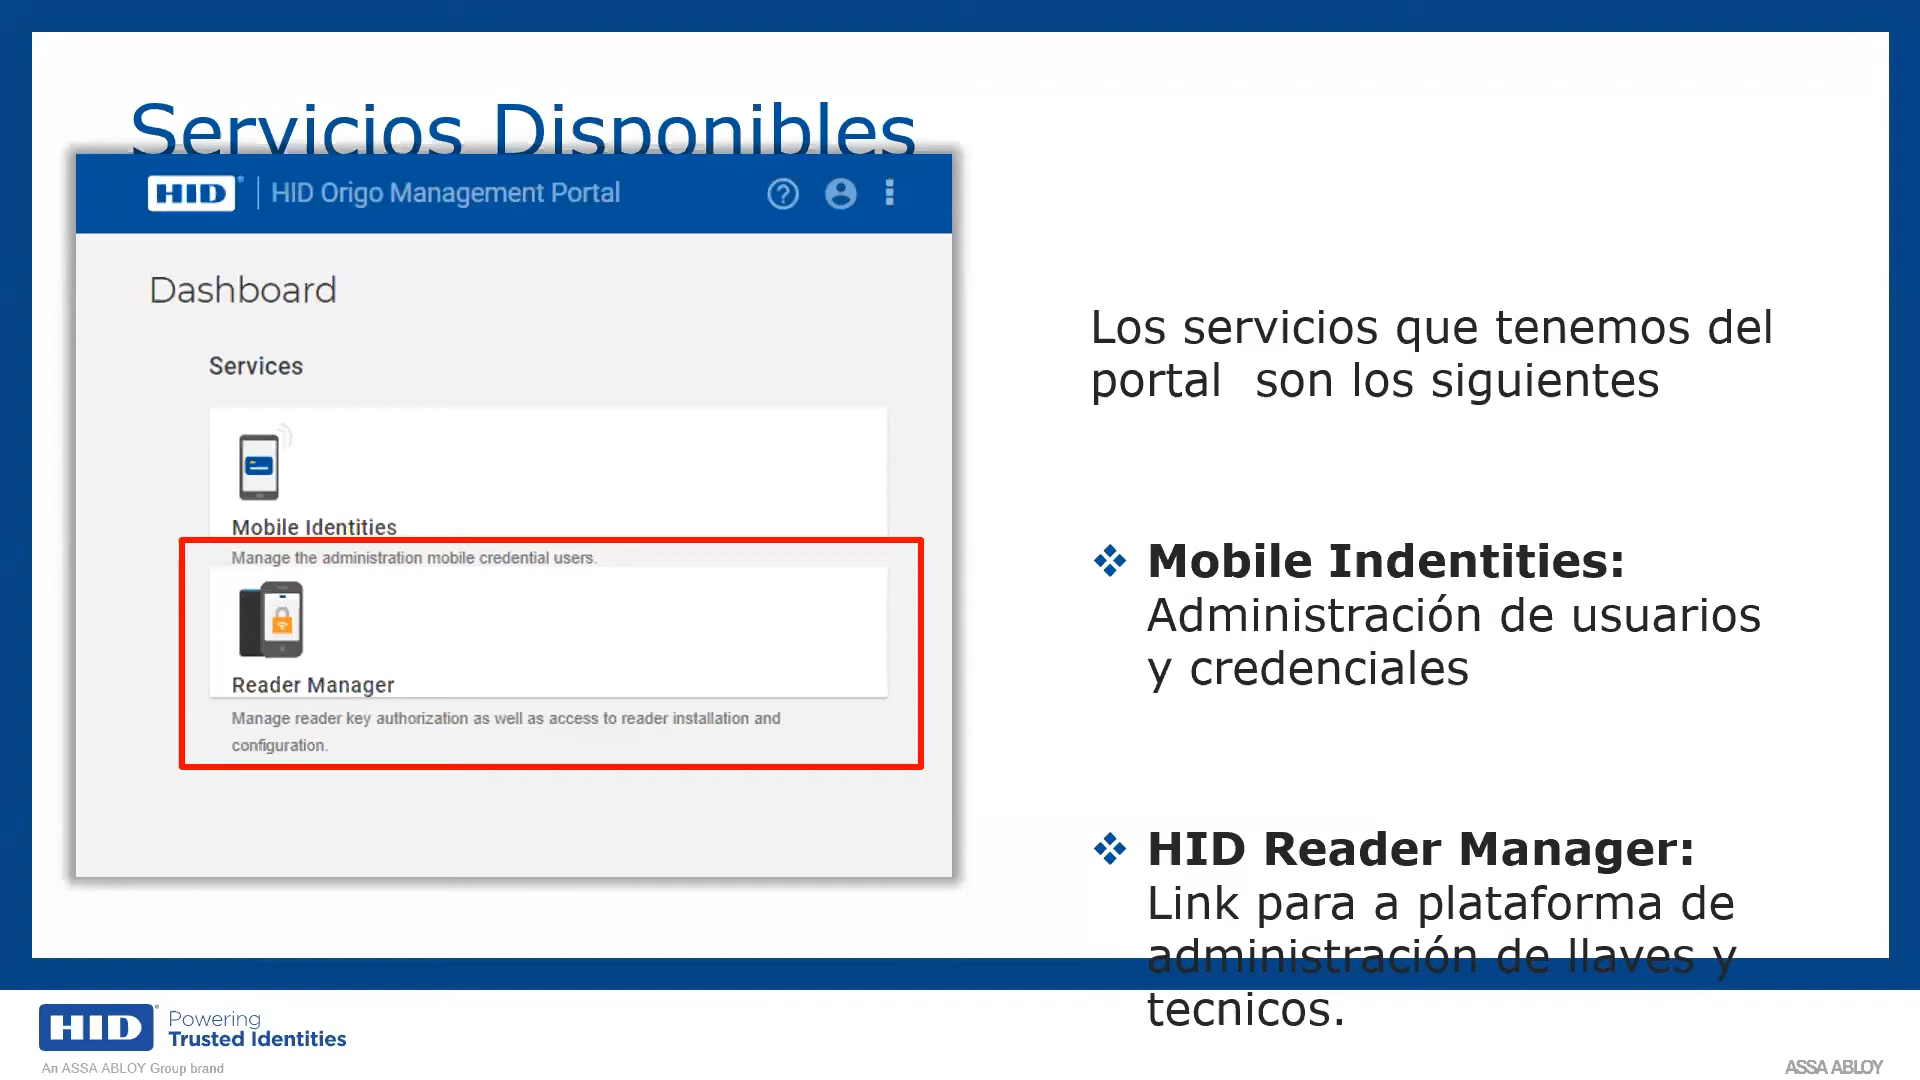 Servicios Disponibles
HID | HID Origo Management Portal
Dashboard
Services
Mobile Identities
Manage the administration mobile credential users.
Reader Manager
Manage reader key authorization as well as access to reader installation and
configuration.
Los servicios que tenemos del
portal  son los siguientes
❖ Mobile Indentities:
Administración de usuarios
y credenciales
❖ HID Reader Manager:
Link para a plataforma de
administración de llaves y
tecnicos.
HID® Powering
Trusted Identities
An ASSA ABLOY Group brand
ASSA ABLOY